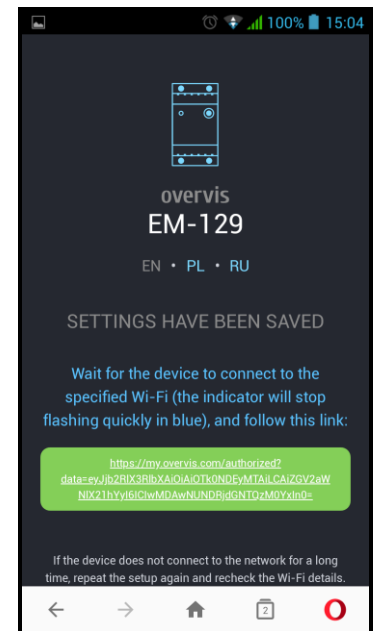 100% 15:04
overvis
EM-129
EN • PL • RU
SETTINGS HAVE BEEN SAVED
Wait for the device to connect to the
specified Wi-Fi (the indicator will stop
flashing quickly in blue), and follow this link:
https://my.overvis.com/authorized?
data=eyJjb2RlX3RlbXAiOiAiOTk0NDEyMTAiLCAiZGV2aW
NlX21hYyI6ICIwMDAwNUNDRjdGNTQzM0YxIn0=
If the device does not connect to the network for a long
time, repeat the setup again and recheck the Wi-Fi details.
2